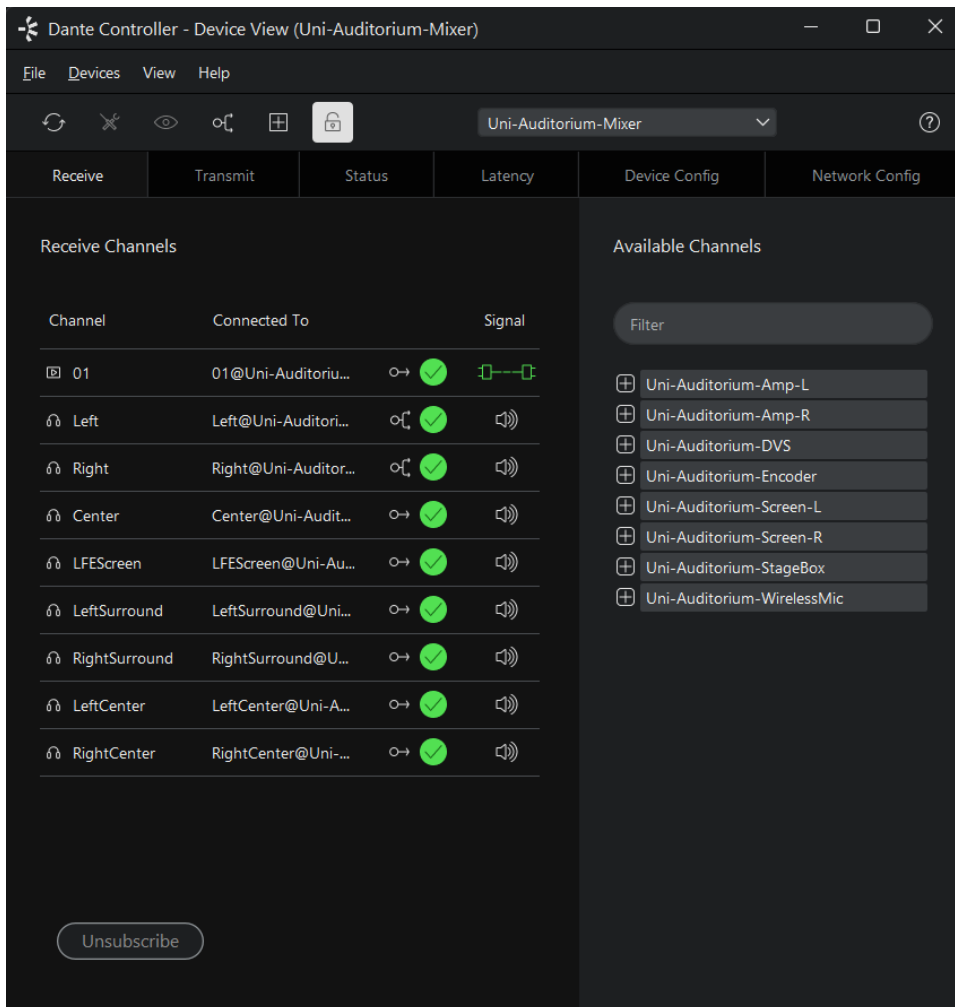 Dante Controller - Device View (Uni-Auditorium-Mixer)
File Devices View Help
Uni-Auditorium-Mixer
Receive Transmit Status Latency Device Config Network Config
Receive Channels
Channel Connected To Signal
01 01@Uni-Auditoriu...
Left Left@Uni-Auditori...
Right Right@Uni-Auditor...
Center Center@Uni-Audit...
LFEScreen LFEScreen@Uni-Au...
LeftSurround LeftSurround@Uni...
RightSurround RightSurround@U...
LeftCenter LeftCenter@Uni-A...
RightCenter RightCenter@Uni-...
Unsubscribe
Available Channels
Filter
Uni-Auditorium-Amp-L
Uni-Auditorium-Amp-R
Uni-Auditorium-DVS
Uni-Auditorium-Encoder
Uni-Auditorium-Screen-L
Uni-Auditorium-Screen-R
Uni-Auditorium-StageBox
Uni-Auditorium-WirelessMic